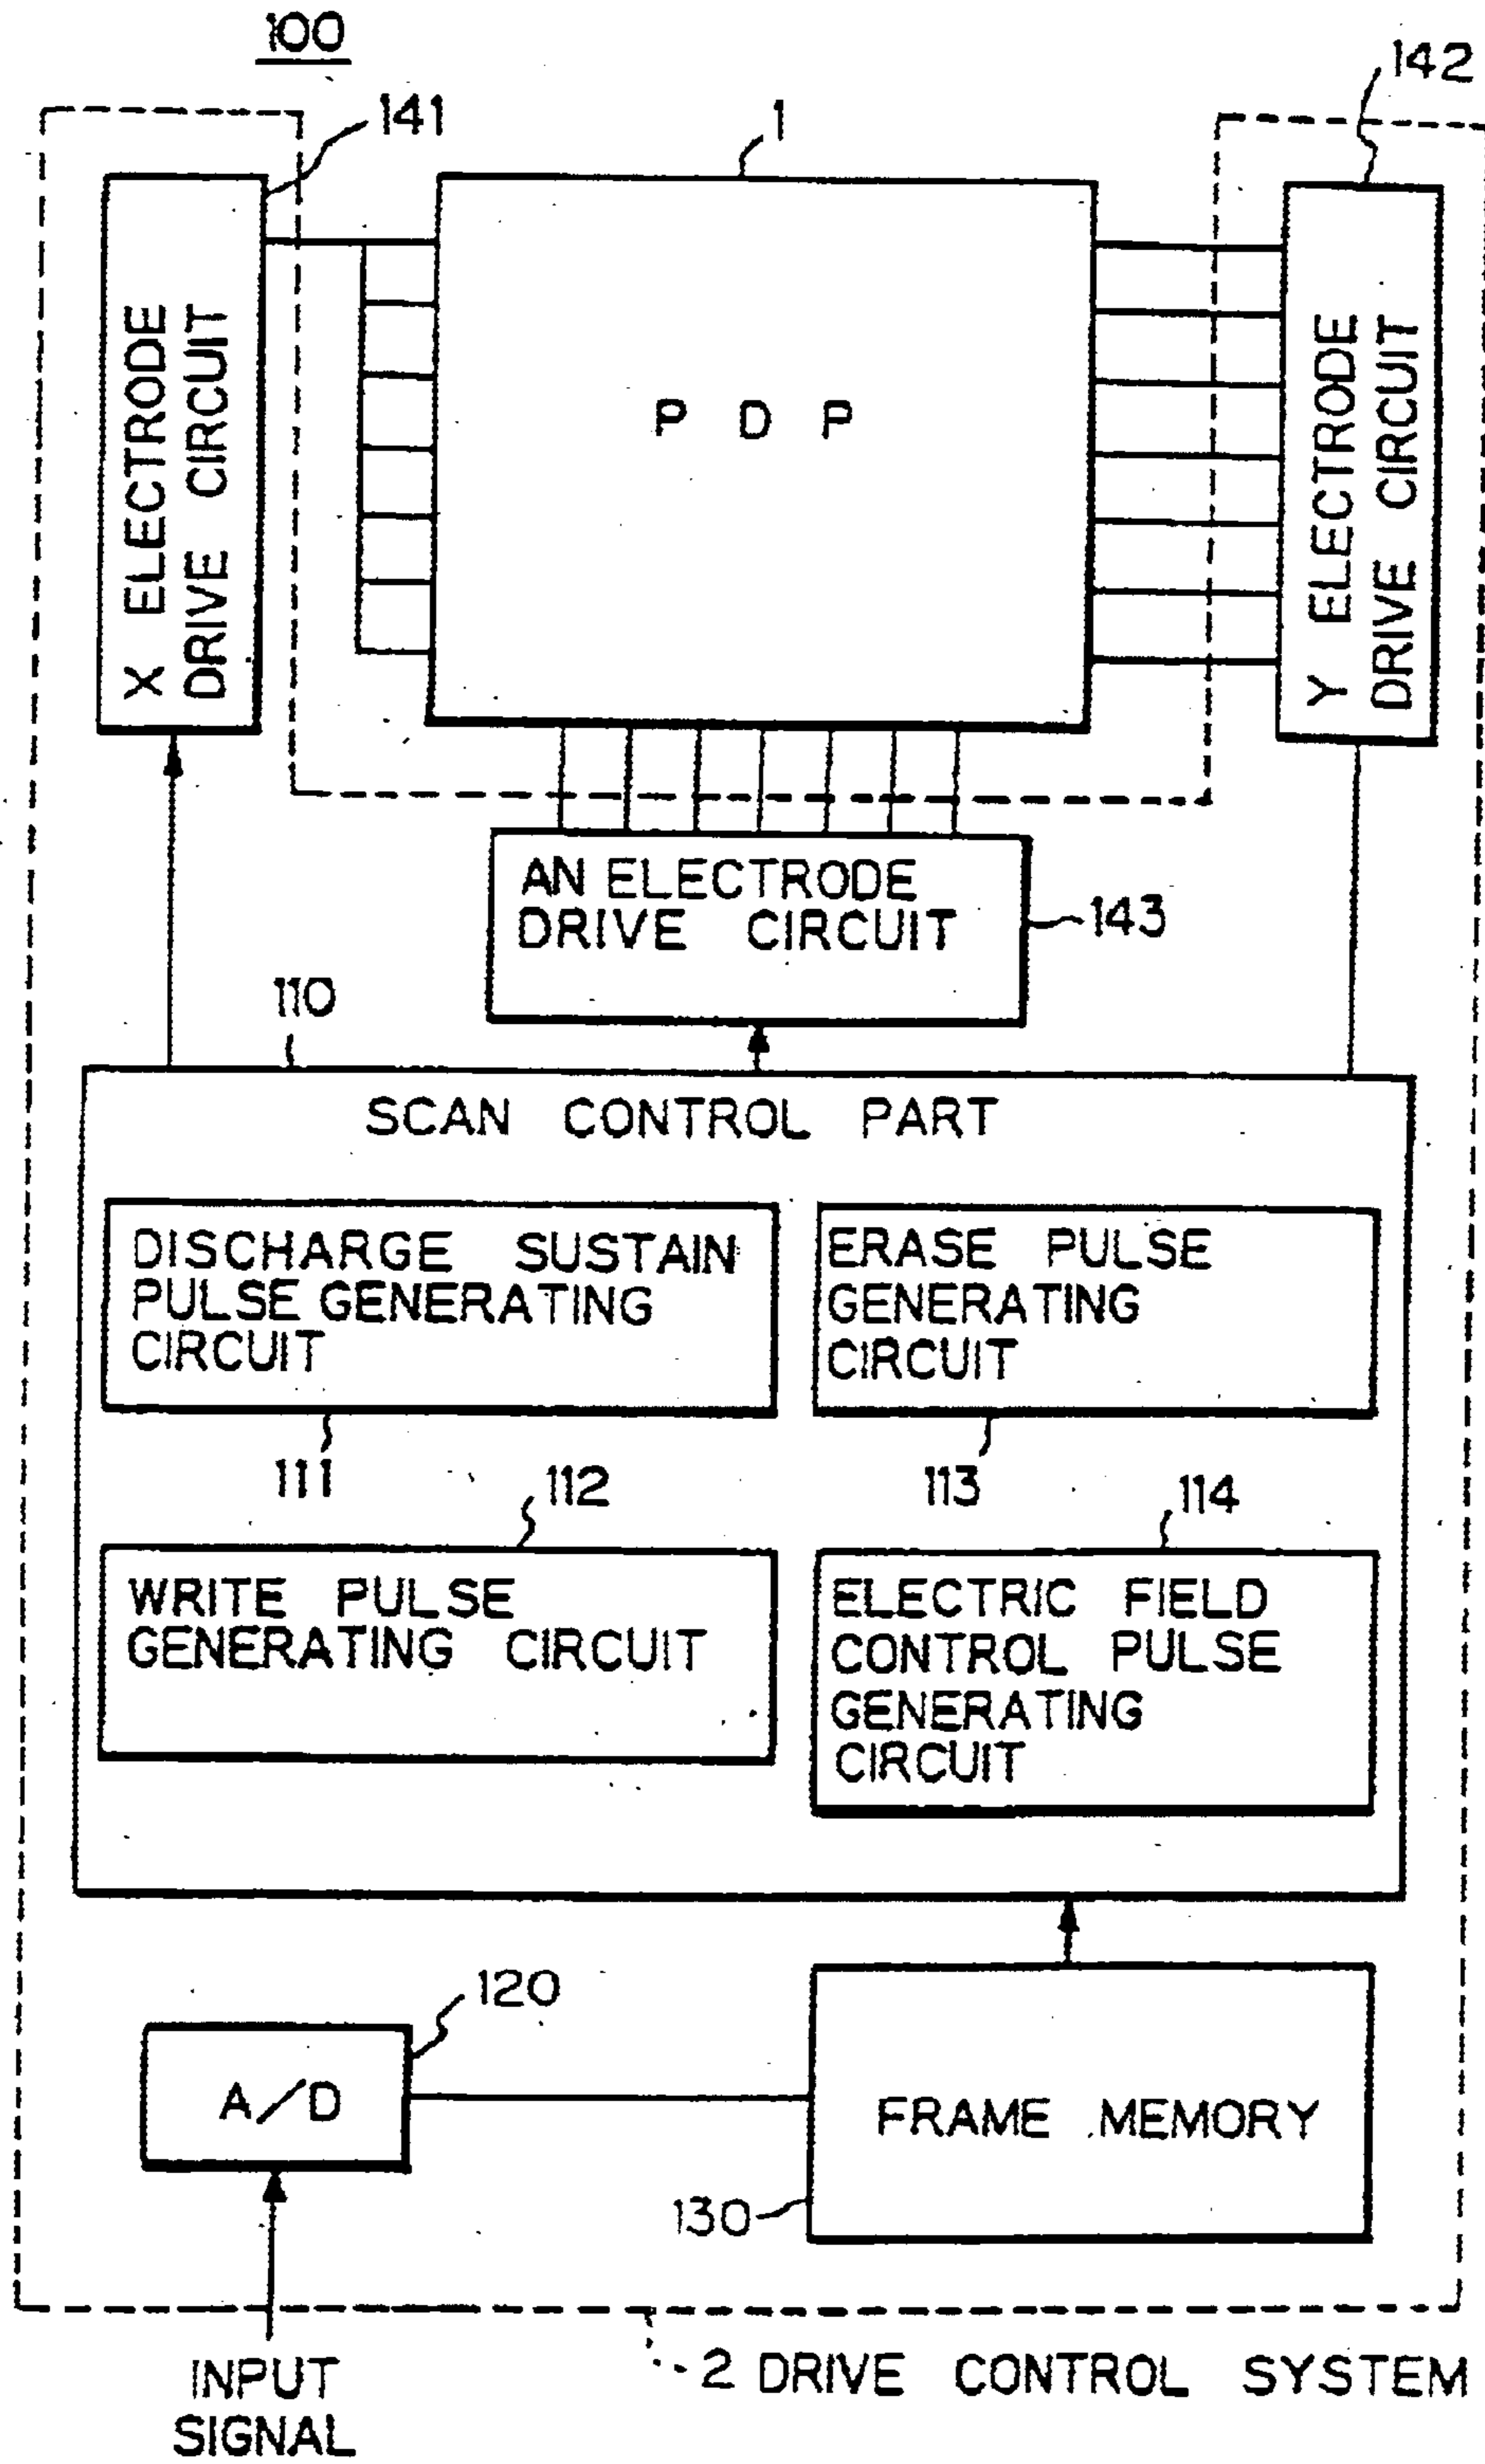 100
141
142
1
X ELECTRODE
DRIVE CIRCUIT
P D P
Y ELECTRODE
DRIVE CIRCUIT
AN ELECTRODE
DRIVE CIRCUIT
143
110
SCAN CONTROL PART
DISCHARGE SUSTAIN
PULSE GENERATING
CIRCUIT
111
ERASE PULSE
GENERATING
CIRCUIT
113
112
WRITE PULSE
GENERATING CIRCUIT
114
ELECTRIC FIELD
CONTROL PULSE
GENERATING
CIRCUIT
120
A/D
FRAME MEMORY
130
INPUT
SIGNAL
2 DRIVE CONTROL SYSTEM